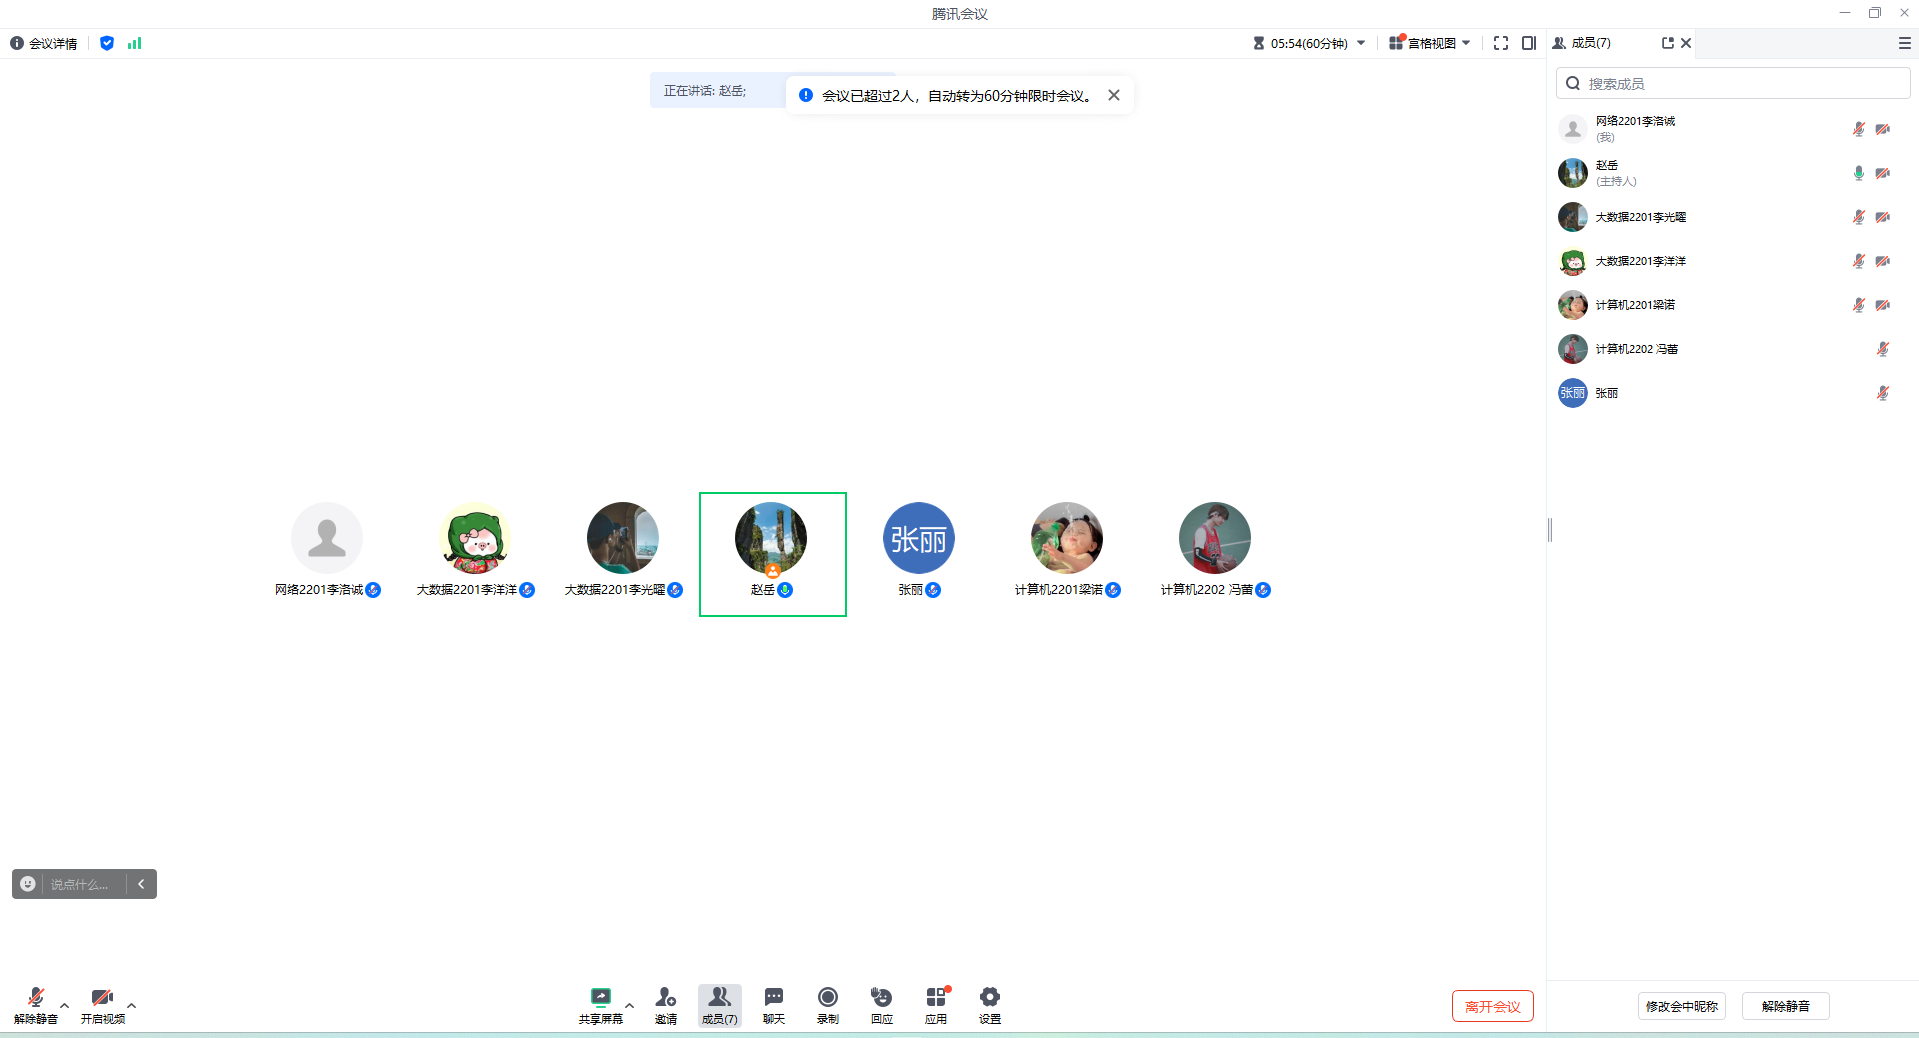 腾讯会议
会议详情
05:54(60分钟)
宫格视图
成员(7)
正在讲话: 赵岳;
会议已超过2人，自动转为60分钟限时会议。
搜索成员
网络2201李洛诚
(我)
赵岳
(主持人)
大数据2201李光曜
大数据2201李洋洋
计算机2201梁诺
计算机2202 冯苗
张丽 张丽
张丽
网络2201李洛诚
大数据2201李洋洋
大数据2201李光曜
赵岳
张丽
计算机2201梁诺
计算机2202 冯苗
说点什么...
解除静音
开启视频
共享屏幕
邀请
成员(7)
聊天
录制
回应
应用
设置
离开会议
修改会中昵称
解除静音